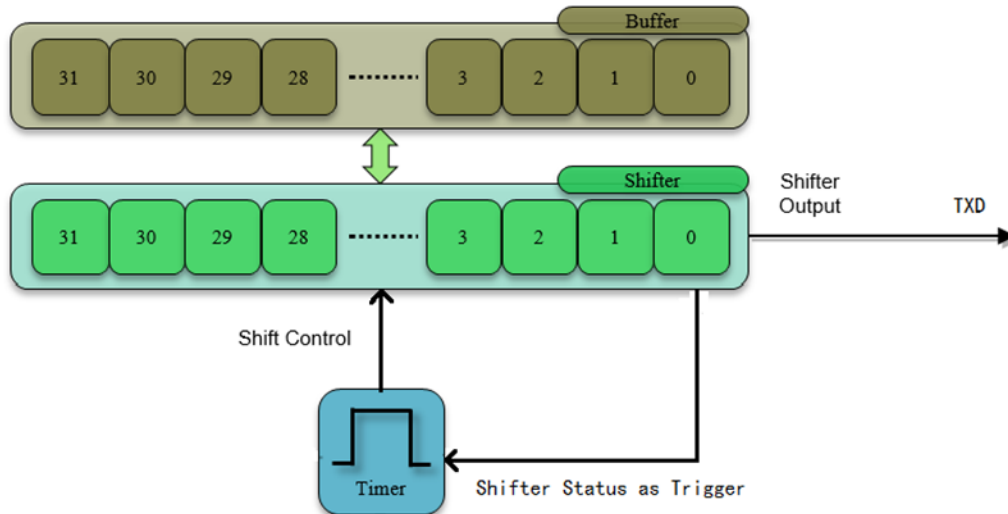 Buffer
31 30 29 28 3 2 1 0
Shifter
31 30 29 28 3 2 1 0
Shifter
Output
TXD
Shift Control
Timer
Shifter Status as Trigger